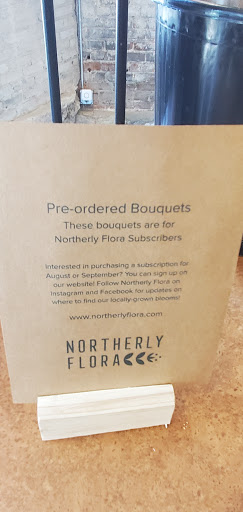 Pre-ordered Bouquets
These bouquets are for
Northerly Flora Subscribers
Interested in purchasing a subscription for
August or September? You can sign up on
our website! Follow Northerly Flora on
Instagram and Facebook for updates on
where to find our locally-grown blooms!
www.northerlyflora.com
NORTHERLY
FLORA